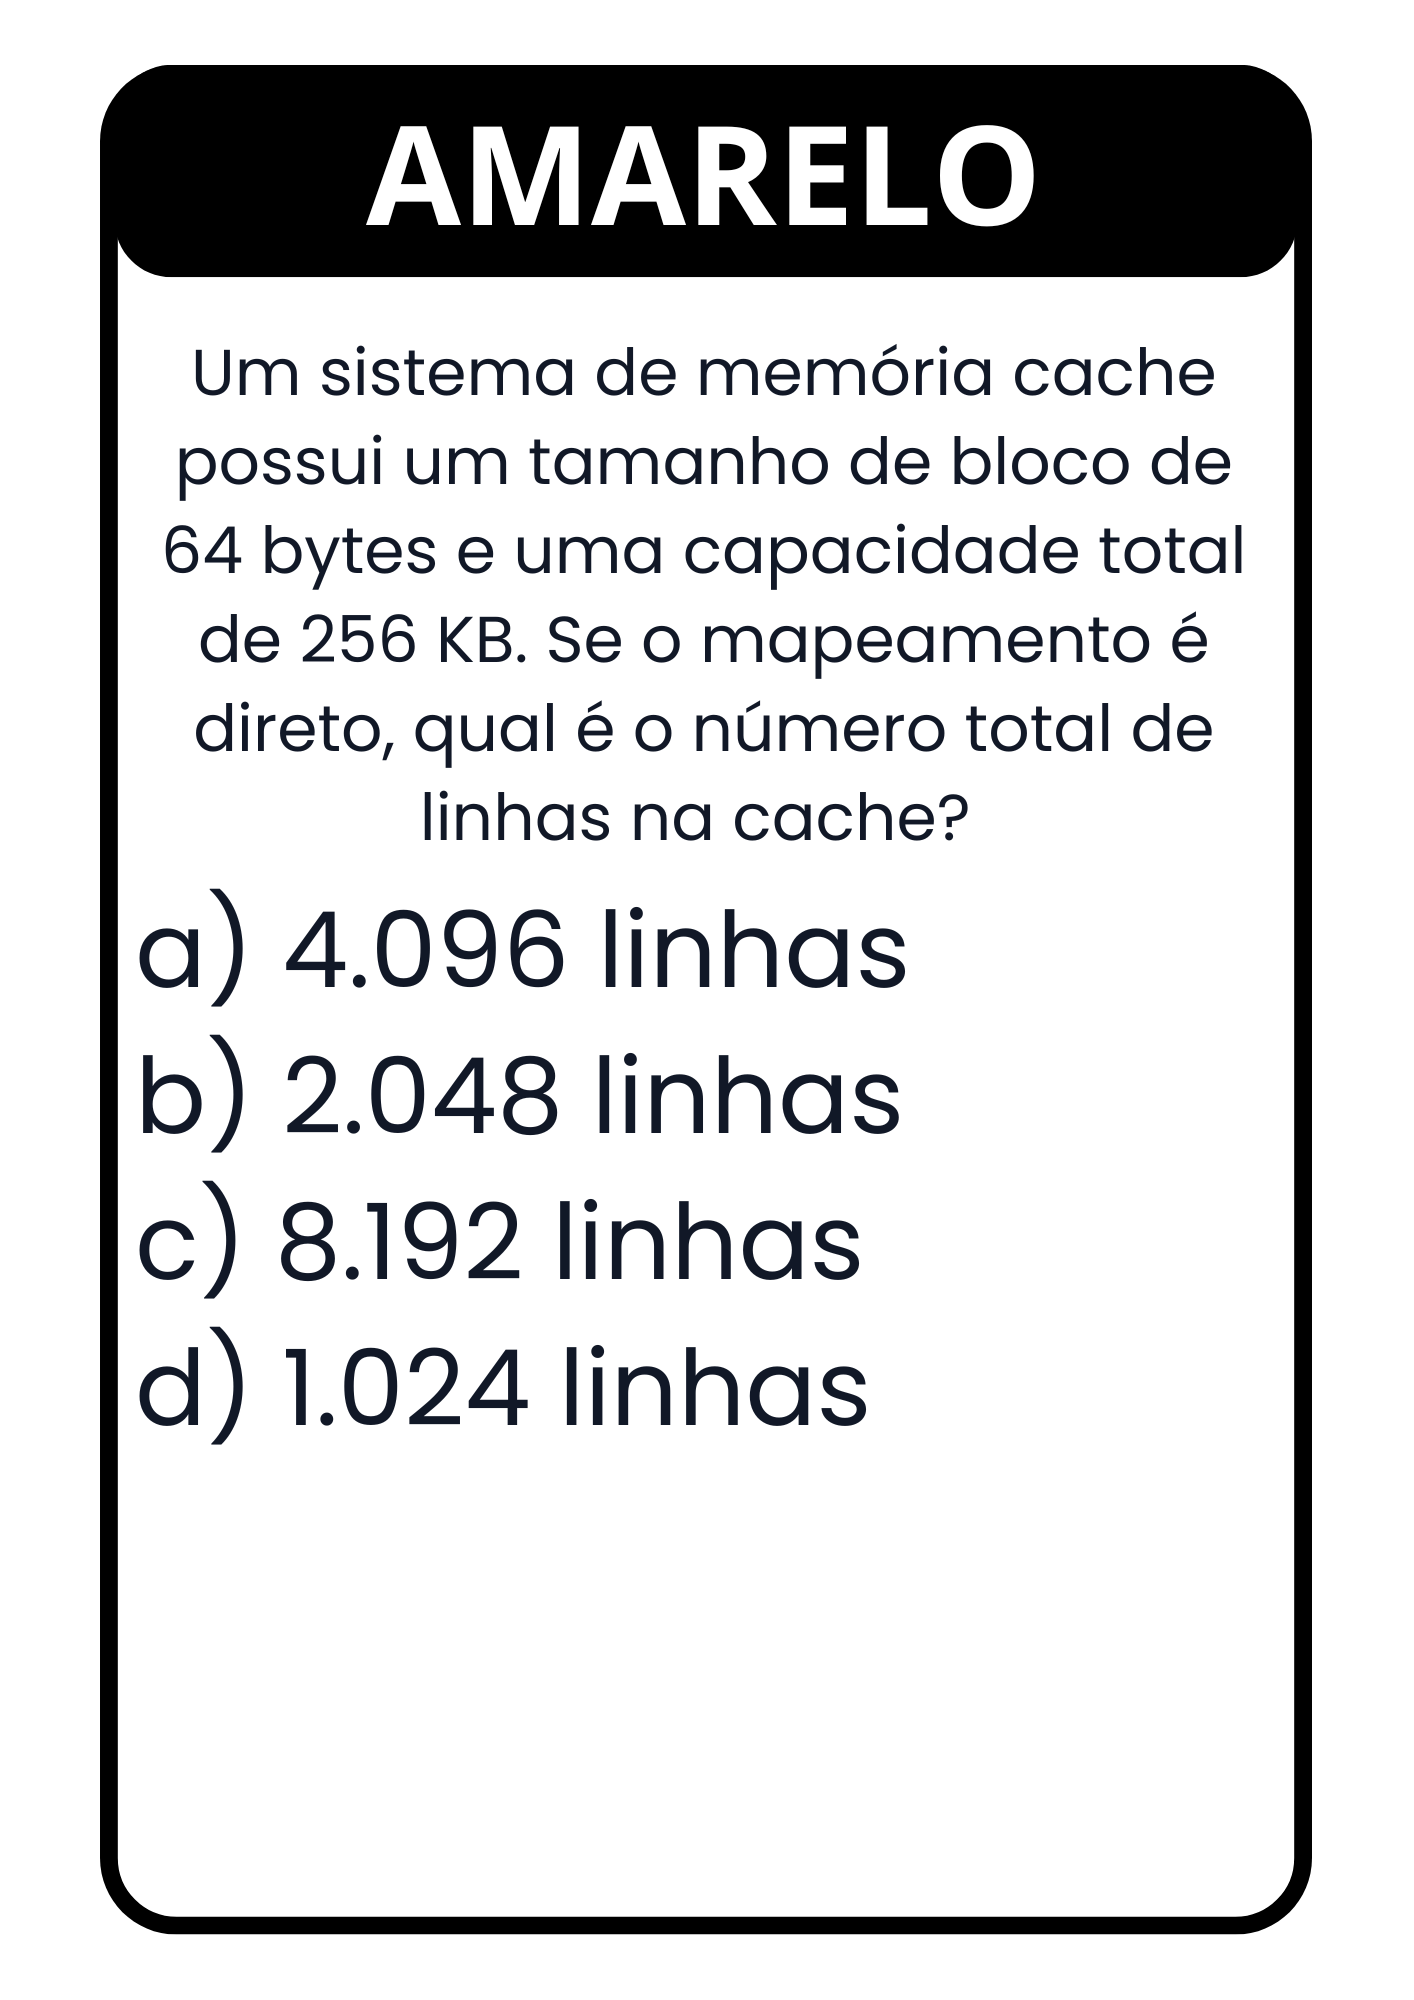 AMARELO
Um sistema de memória cache
possui um tamanho de bloco de
64 bytes e uma capacidade total
de 256 KB. Se o mapeamento é
direto, qual é o número total de
linhas na cache?
a) 4.096 linhas
b) 2.048 linhas
c) 8.192 linhas
d) 1.024 linhas